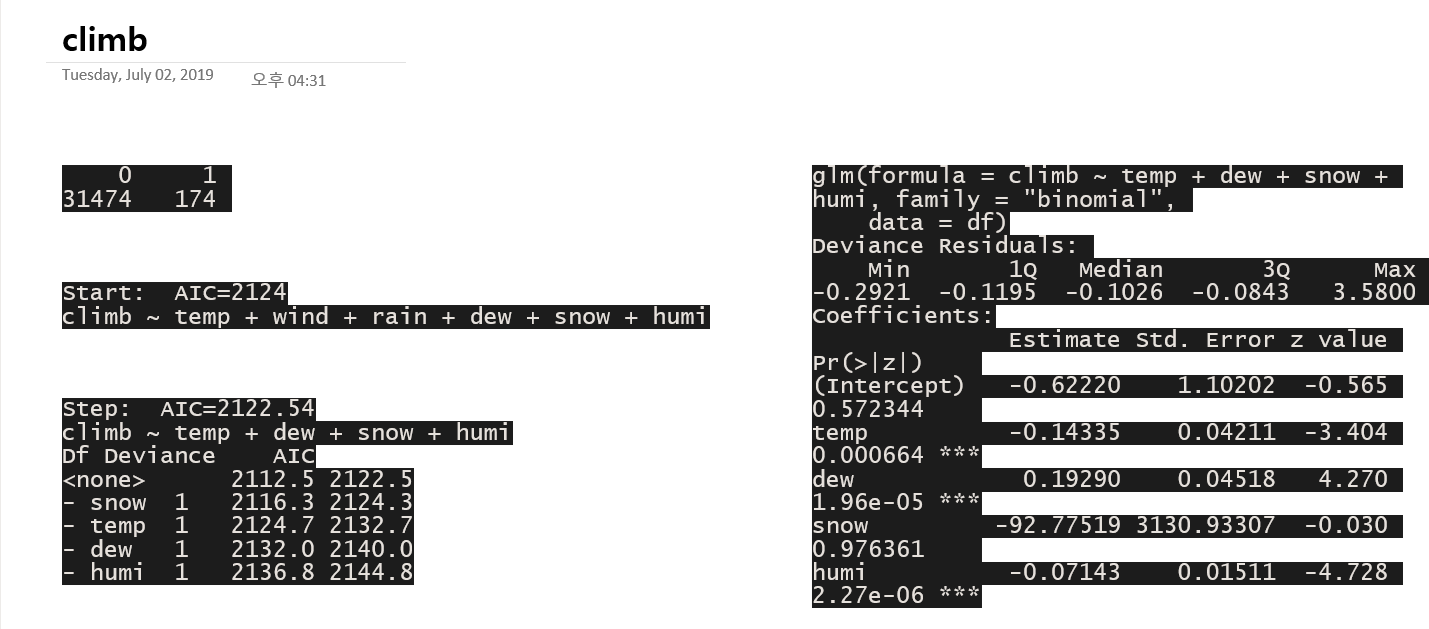 climb
Tuesday, July 02, 2019 오후 04:31
0 1
31474 174
Start: AIC=2124
climb ~ temp + wind + rain + dew + snow + humi
Step: AIC=2122.54
climb ~ temp + dew + snow + humi
Df Deviance AIC
<none> 2112.5 2122.5
- snow 1 2116.3 2124.3
- temp 1 2124.7 2132.7
- dew 1 2132.0 2140.0
- humi 1 2136.8 2144.8
glm(formula = climb ~ temp + dew + snow +
humi, family = "binomial",
data = df)
Deviance Residuals:
Min 1Q Median 3Q Max
-0.2921 -0.1195 -0.1026 -0.0843 3.5800
Coefficients:
Estimate Std. Error z value
Pr(>|z|)
(Intercept) -0.62220 1.10202 -0.565
0.572344
temp -0.14335 0.04211 -3.404
0.000664 ***
dew 0.19290 0.04518 4.270
1.96e-05 ***
snow -92.77519 3130.93307 -0.030
0.976361
humi -0.07143 0.01511 -4.728
2.27e-06 ***